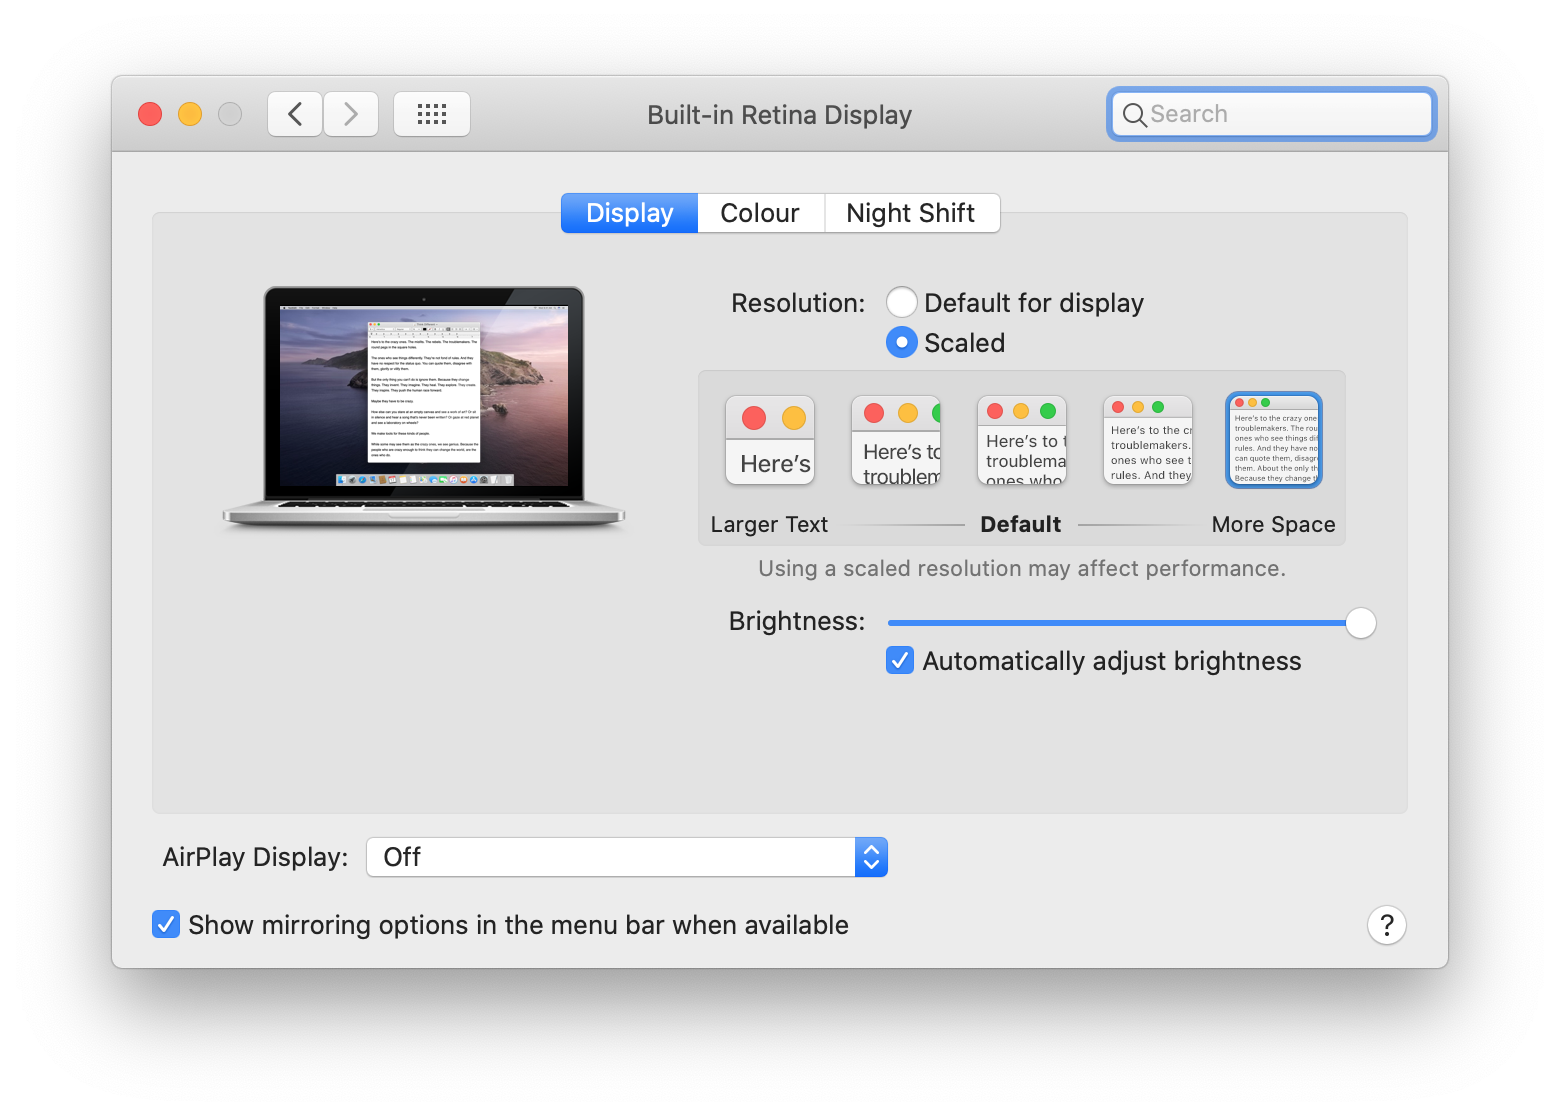 Built-in Retina Display
Search
Display
Colour
Night Shift
Resolution:
Default for display
Scaled
Here's
Here's to
troublem
Here's to t
troublema
ones who
Here's to the cr
troublemakers.
ones who see t
rules. And they
Here's to the crazy one
troublemakers. The rou
ones who see things dif
rules. And they have no
can quote them, disagre
them. About the only th
Because they change t
Larger Text
Default
More Space
Using a scaled resolution may affect performance.
Brightness:
Automatically adjust brightness
AirPlay Display:
Off
Show mirroring options in the menu bar when available
?